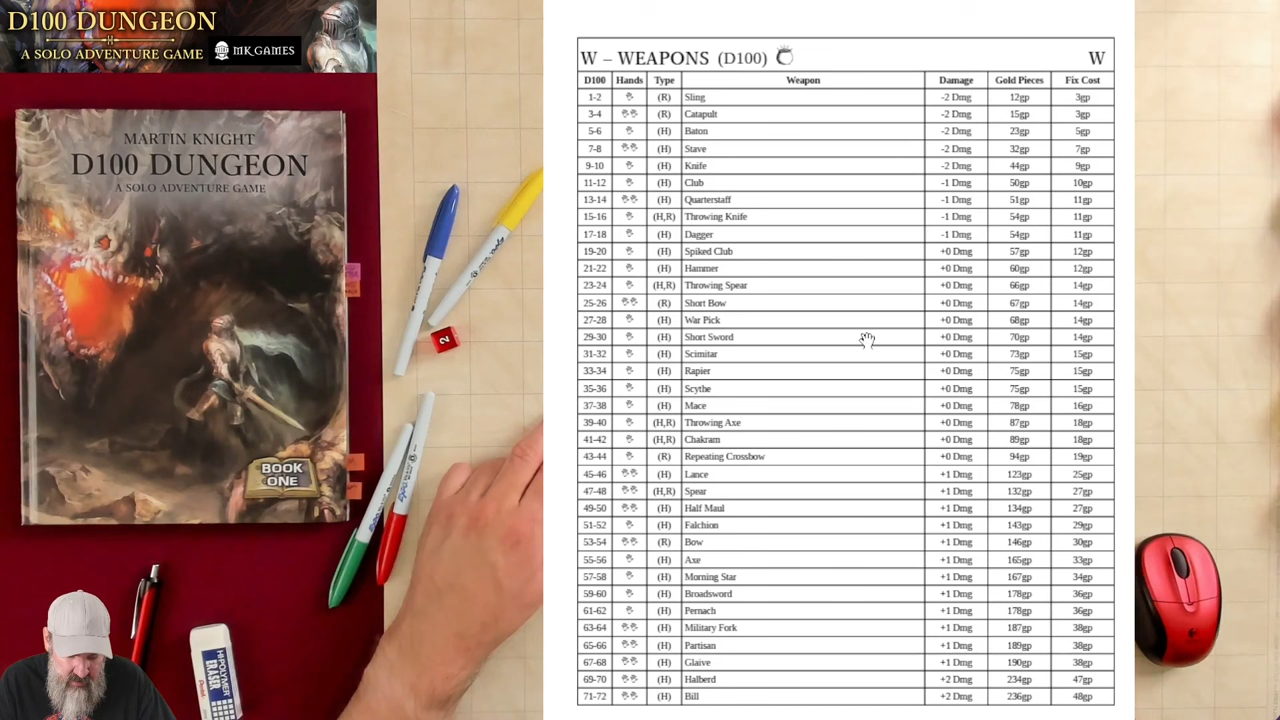 D100 DUNGEON
A SOLO ADVENTURE GAME
MK GAMES
MARTIN KNIGHT
D100 DUNGEON
A SOLO ADVENTURE GAME
BOOK
ONE
2
HI-POLYMER
ERASER
Pentel
W – WEAPONS (D100) W
D100 Hands Type Weapon Damage Gold Pieces Fix Cost
1-2 (R) Sling -2 Dmg 12gp 3gp
3-4 (R) Catapult -2 Dmg 15gp 3gp
5-6 (H) Baton -2 Dmg 23gp 5gp
7-8 (H) Stave -2 Dmg 32gp 7gp
9-10 (H) Knife -2 Dmg 44gp 9gp
11-12 (H) Club -1 Dmg 50gp 10gp
13-14 (H) Quarterstaff -1 Dmg 51gp 11gp
15-16 (H,R) Throwing Knife -1 Dmg 54gp 11gp
17-18 (H) Dagger -1 Dmg 54gp 11gp
19-20 (H) Spiked Club +0 Dmg 57gp 12gp
21-22 (H) Hammer +0 Dmg 60gp 12gp
23-24 (H,R) Throwing Spear +0 Dmg 66gp 14gp
25-26 (R) Short Bow +0 Dmg 67gp 14gp
27-28 (H) War Pick +0 Dmg 68gp 14gp
29-30 (H) Short Sword +0 Dmg 70gp 14gp
31-32 (H) Scimitar +0 Dmg 73gp 15gp
33-34 (H) Rapier +0 Dmg 75gp 15gp
35-36 (H) Scythe +0 Dmg 75gp 15gp
37-38 (H) Mace +0 Dmg 78gp 16gp
39-40 (H,R) Throwing Axe +0 Dmg 87gp 18gp
41-42 (H,R) Chakram +0 Dmg 89gp 18gp
43-44 (R) Repeating Crossbow +0 Dmg 94gp 19gp
45-46 (H) Lance +1 Dmg 123gp 25gp
47-48 (H,R) Spear +1 Dmg 132gp 27gp
49-50 (H) Half Maul +1 Dmg 134gp 27gp
51-52 (H) Falchion +1 Dmg 143gp 29gp
53-54 (R) Bow +1 Dmg 146gp 30gp
55-56 (H) Axe +1 Dmg 165gp 33gp
57-58 (H) Morning Star +1 Dmg 167gp 34gp
59-60 (H) Broadsword +1 Dmg 178gp 36gp
61-62 (H) Pernach +1 Dmg 178gp 36gp
63-64 (H) Military Fork +1 Dmg 187gp 38gp
65-66 (H) Partisan +1 Dmg 189gp 38gp
67-68 (H) Glaive +1 Dmg 190gp 38gp
69-70 (H) Halberd +2 Dmg 234gp 47gp
71-72 (H) Bill +2 Dmg 236gp 48gp